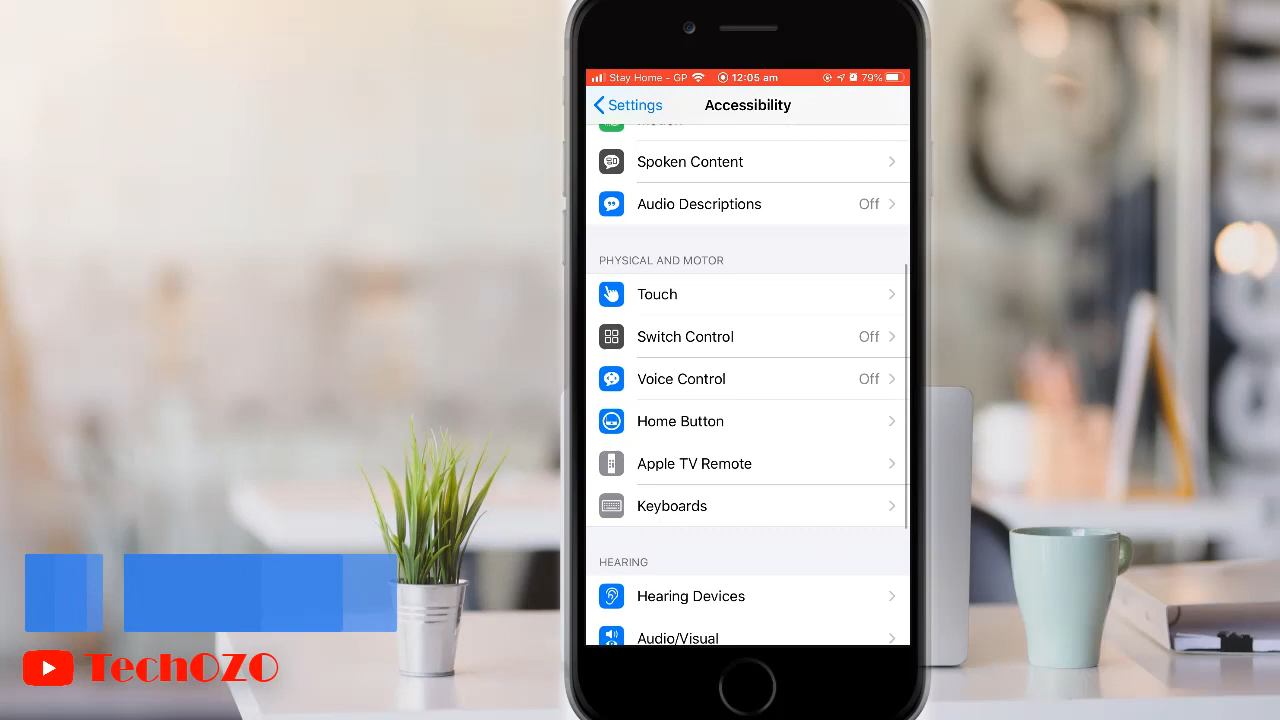 Stay Home - GP 12:05 am 79%
Settings Accessibility
Spoken Content
Audio Descriptions Off
PHYSICAL AND MOTOR
Touch
Switch Control Off
Voice Control Off
Home Button
Apple TV Remote
Keyboards
HEARING
Hearing Devices
Audio/Visual
TechOZO